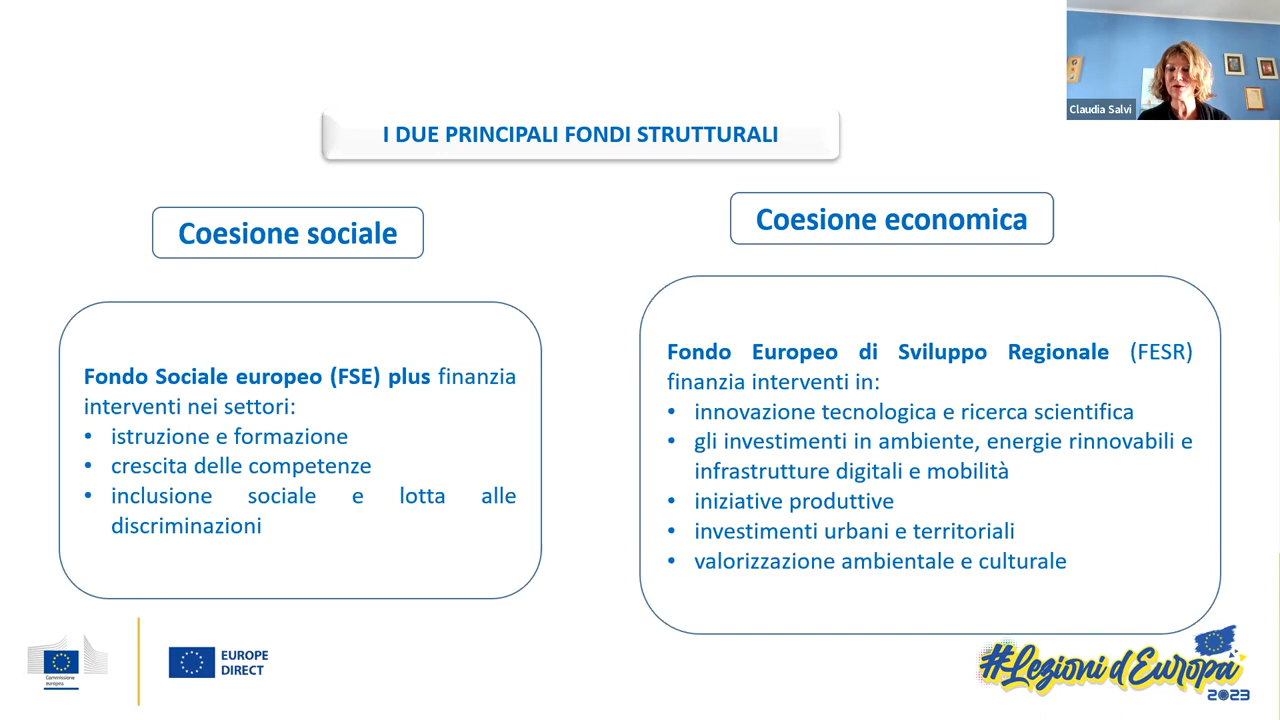 Claudia Salvi
I DUE PRINCIPALI FONDI STRUTTURALI
Coesione sociale
Fondo Sociale europeo (FSE) plus finanzia
interventi nei settori:
• istruzione e formazione
• crescita delle competenze
• inclusione sociale e lotta alle
discriminazioni
Coesione economica
Fondo Europeo di Sviluppo Regionale (FESR)
finanzia interventi in:
• innovazione tecnologica e ricerca scientifica
• gli investimenti in ambiente, energie rinnovabili e
infrastrutture digitali e mobilità
• iniziative produttive
• investimenti urbani e territoriali
• valorizzazione ambientale e culturale
Commissione
europea
EUROPE
DIRECT
#Lezioni d'Europa
2023